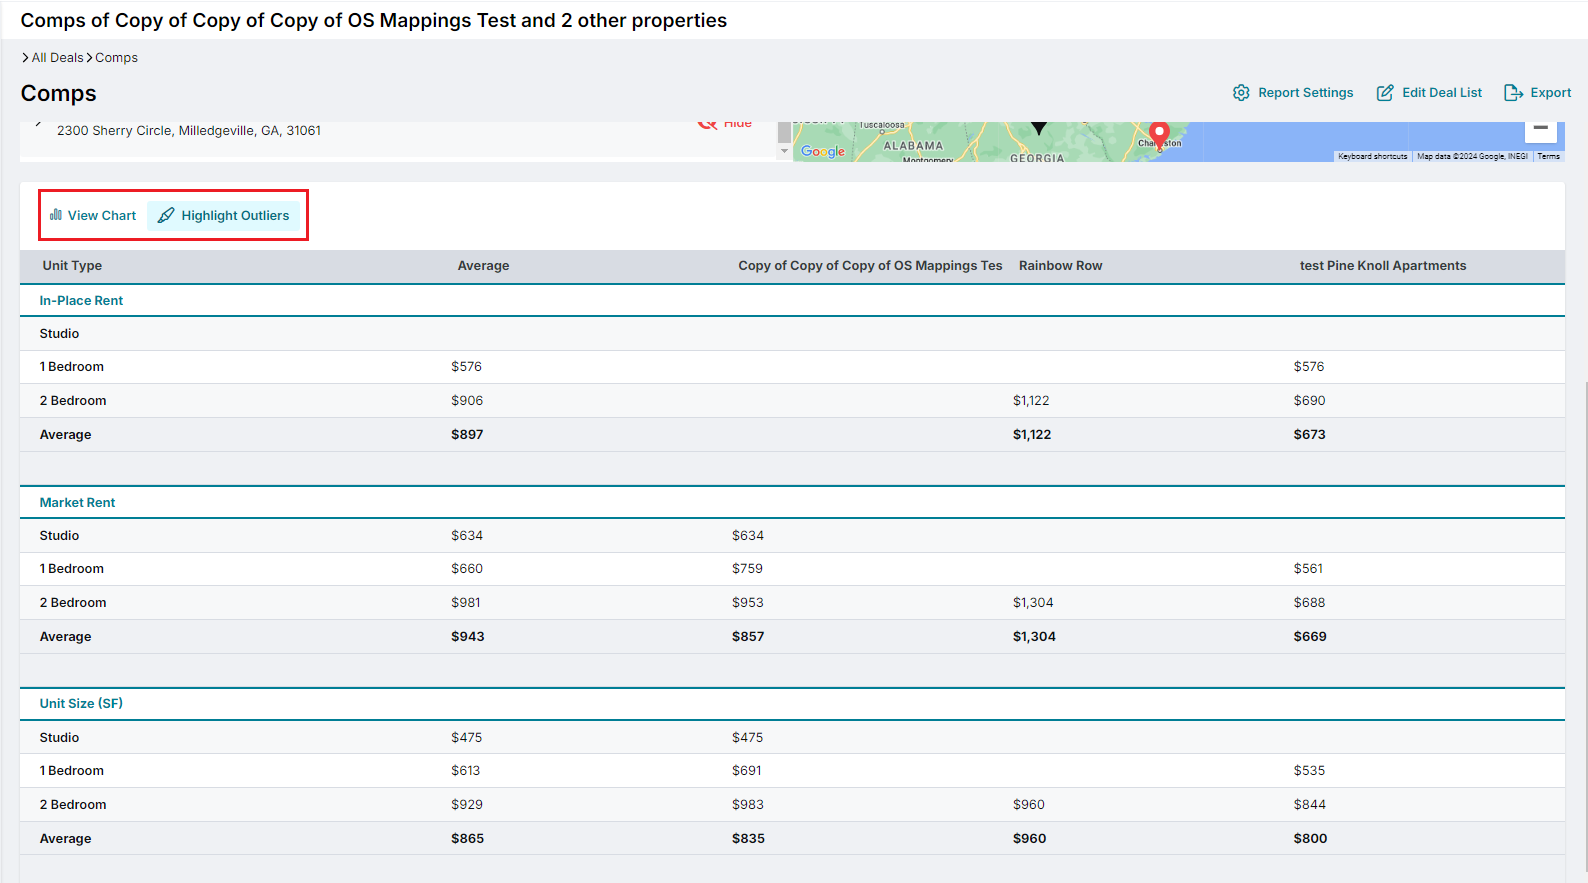 Comps of Copy of Copy of Copy of OS Mappings Test and 2 other properties
All Deals Comps
Comps Report Settings Edit Deal List Export
2300 Sherry Circle, Milledgeville, GA, 31061 Hide
Tuscaloosa
ALABAMA
Montgomery
GEORGIA
Charleston
Google
Keyboard shortcuts Map data ©2024 Google, INEGI Terms
View Chart Highlight Outliers
Unit Type Average Copy of Copy of Copy of OS Mappings Tes Rainbow Row test Pine Knoll Apartments
In-Place Rent
Studio
1 Bedroom $576 $576
2 Bedroom $906 $1,122 $690
Average $897 $1,122 $673
Market Rent
Studio $634 $634
1 Bedroom $660 $759 $561
2 Bedroom $981 $953 $1,304 $688
Average $943 $857 $1,304 $669
Unit Size (SF)
Studio $475 $475
1 Bedroom $613 $691 $535
2 Bedroom $929 $983 $960 $844
Average $865 $835 $960 $800